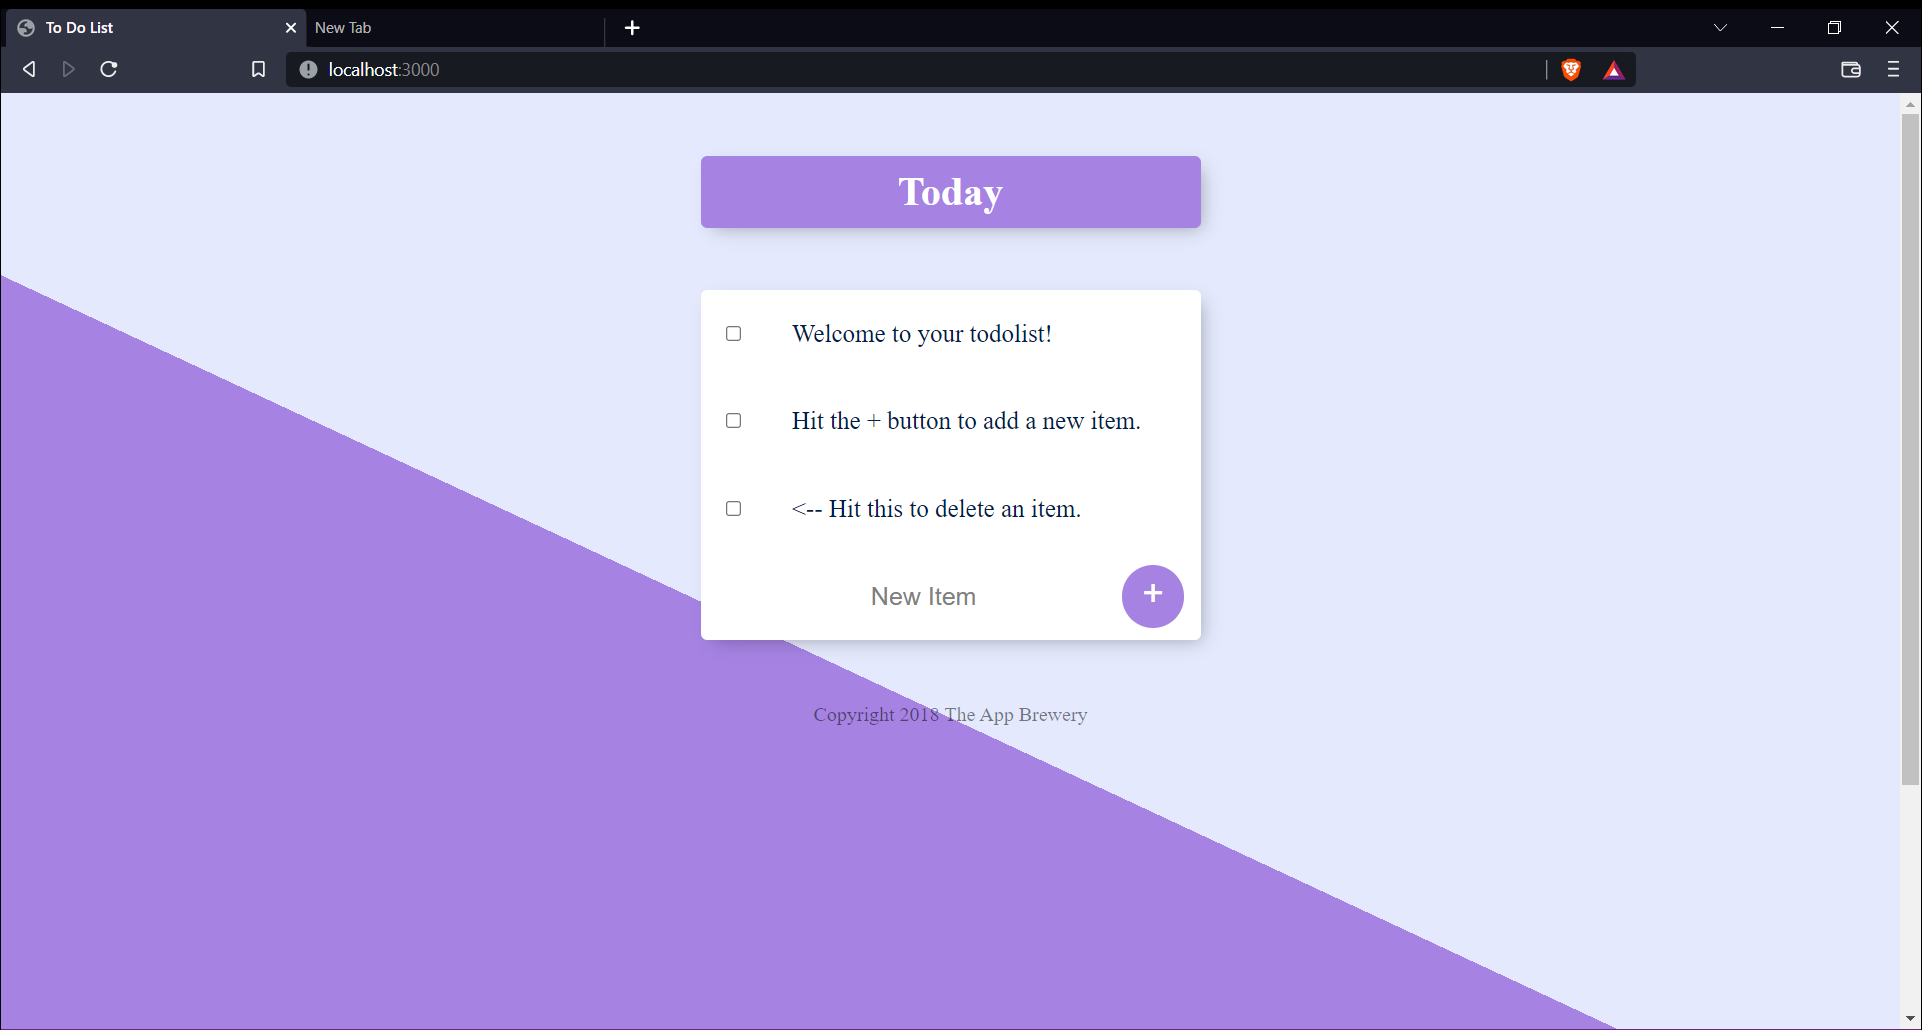 To Do List
New Tab
localhost:3000
Today
Welcome to your todolist!
Hit the + button to add a new item.
<-- Hit this to delete an item.
New Item
+
Copyright 2018 The App Brewery